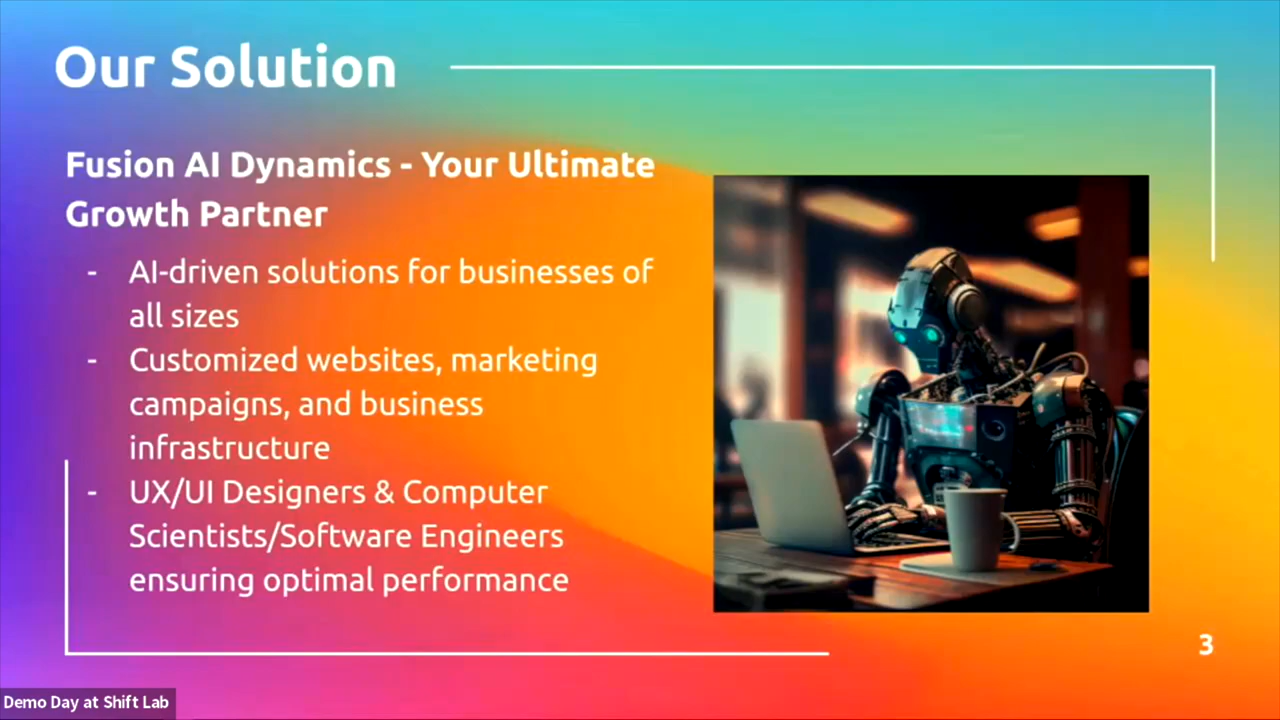 Our Solution
Fusion AI Dynamics - Your Ultimate
Growth Partner
- AI-driven solutions for businesses of
all sizes
- Customized websites, marketing
campaigns, and business
infrastructure
- UX/UI Designers & Computer
Scientists/Software Engineers
ensuring optimal performance
3
Demo Day at Shift Lab